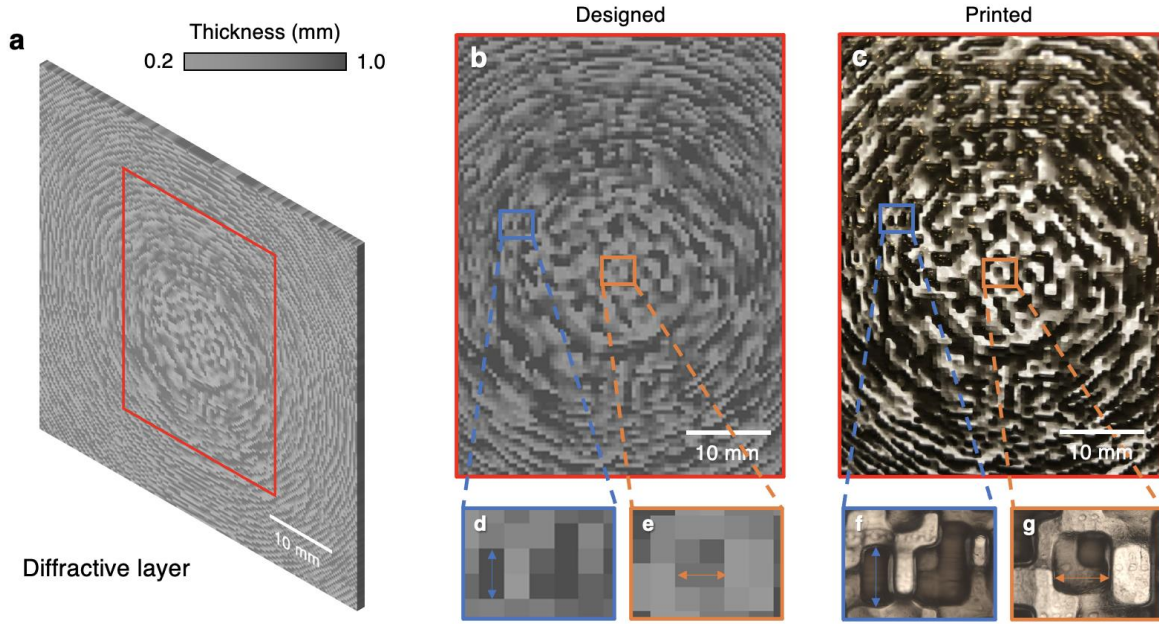 Designed
Printed
a
Thickness (mm)
0.2
1.0
b
c
10 mm
10 mm
10 mm
Diffractive layer
d
e
f
g